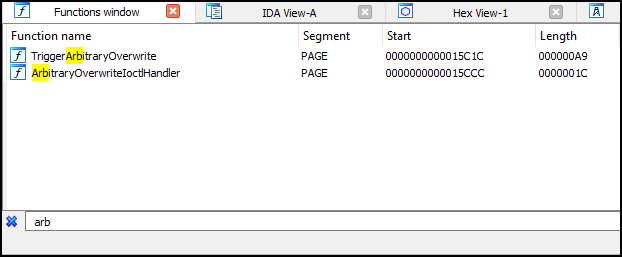 Functions window IDA View-A Hex View-1
Function name Segment Start Length
TriggerArbitraryOverwrite PAGE 0000000000015C1C 000000A9
ArbitraryOverwriteIoctlHandler PAGE 0000000000015CCC 0000001C
arb